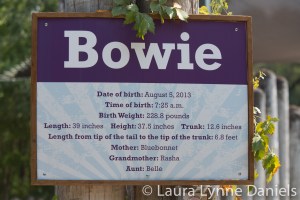 Bowie
Date of birth: August 5, 2013
Time of birth: 7:25 a.m.
Birth Weight: 228.8 pounds
Length: 39 inches Height: 37.5 inches Trunk: 12.6 inches
Length from tip of the tail to the tip of the trunk: 6.5 feet
Mother: Bluebonnet
Grandmother: Rasha
Aunt: Belle
© Laura Lynne Daniels